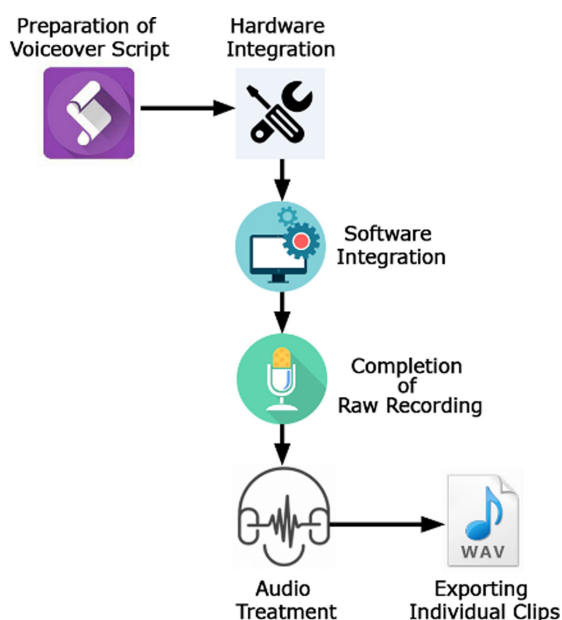 Preparation of
Voiceover Script
Hardware
Integration
Software
Integration
Completion
of
Raw Recording
Audio
Treatment
WAV
Exporting
Individual Clips